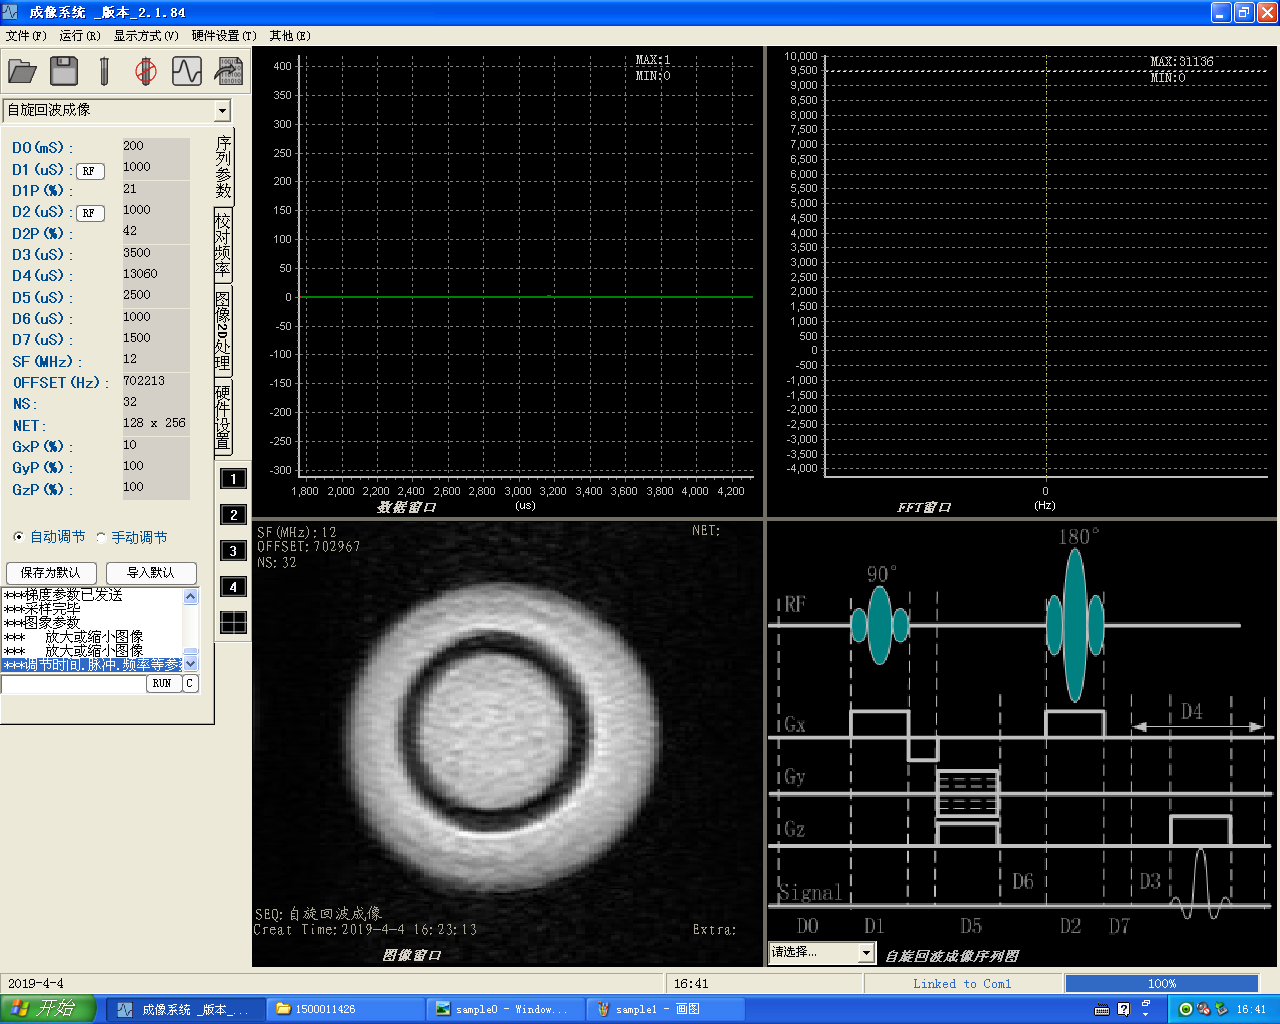 成像系统 _版本_2.1.84
文件(F) 运行(R) 显示方式(V) 硬件设置(T) 其他(E)
自旋回波成像
D0(mS): 200
D1(uS): RF 1000
D1P(%): 21
D2(uS): RF 1000
D2P(%): 42
D3(uS): 3500
D4(uS): 13060
D5(uS): 2500
D6(uS): 1000
D7(uS): 1500
SF(MHz): 12
OFFSET(Hz): 702213
NS: 32
NET: 128 x 256
GxP(%): 10
GyP(%): 100
GzP(%): 100
自动调节 手动调节
保存为默认 导入默认
***梯度参数已发送
***采样完毕
***图象参数
*** 放大或缩小图像
*** 放大或缩小图像
***调节时间.脉冲.频率等参
RUN C
序列参数
校对频率
图像2D处理
硬件设置
1
2
3
4
MAX:1
MIN:0
400
350
300
250
200
150
100
50
0
-50
-100
-150
-200
-250
-300
1,800 2,000 2,200 2,400 2,600 2,800 3,000 3,200 3,400 3,600 3,800 4,000 4,200
数据窗口 (us)
MAX:31136
MIN:0
10,000
9,500
9,000
8,500
8,000
7,500
7,000
6,500
6,000
5,500
5,000
4,500
4,000
3,500
3,000
2,500
2,000
1,500
1,000
500
0
-500
-1,000
-1,500
-2,000
-2,500
-3,000
-3,500
-4,000
0
FFT窗口 (Hz)
SF(MHz):12 NET:
OFFSET:702967
NS:32
SEQ:自旋回波成像
Creat Time:2019-4-4 16:23:13 Extra:
图像窗口
180°
90°
RF
Gx D4
Gy
Gz
D6 D3
Signal
D0 D1 D5 D2 D7
请选择... 自旋回波成像序列图
2019-4-4 16:41 Linked to Com1 100%
开始 成像系统 _版本_2.... 1500011426 sample0 - Window... sample1 - 画图 16:41